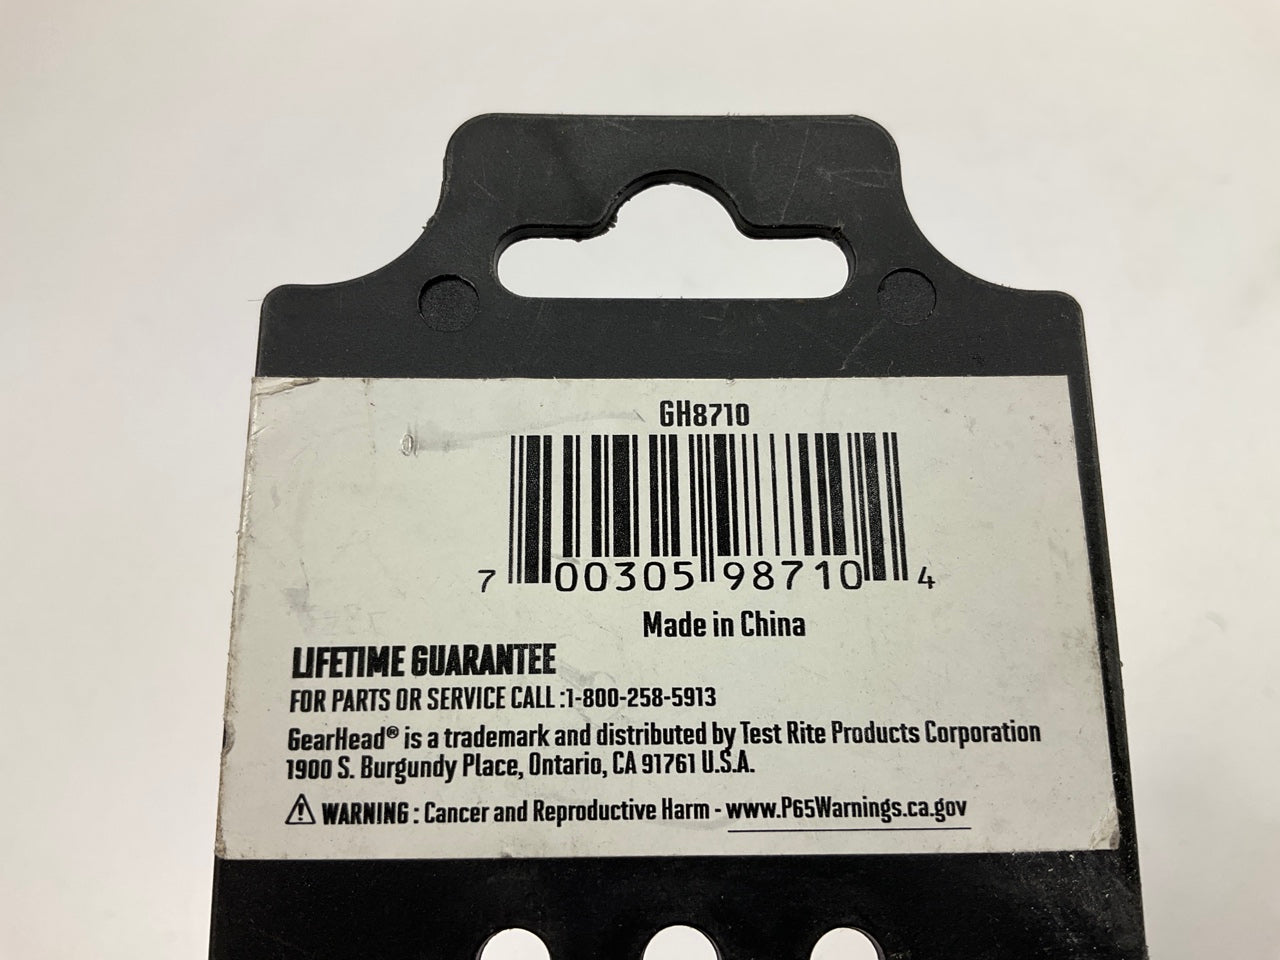 GH8710
7 00305 98710 4
Made in China
LIFETIME GUARANTEE
FOR PARTS OR SERVICE CALL :1-800-258-5913
GearHead® is a trademark and distributed by Test Rite Products Corporation
1900 S. Burgundy Place, Ontario, CA 91761 U.S.A.
⚠ WARNING : Cancer and Reproductive Harm - www.P65Warnings.ca.gov